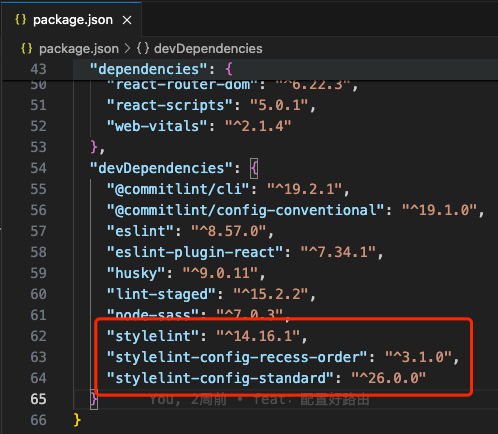 {} package.json ×
{} package.json > {} devDependencies
43 "dependencies": {
50 "react-router-dom": "^6.22.3",
51 "react-scripts": "5.0.1",
52 "web-vitals": "^2.1.4"
53 },
54 "devDependencies": {
55 "@commitlint/cli": "^19.2.1",
56 "@commitlint/config-conventional": "^19.1.0",
57 "eslint": "^8.57.0",
58 "eslint-plugin-react": "^7.34.1",
59 "husky": "^9.0.11",
60 "lint-staged": "^15.2.2",
61 "node-sass": "^7.0.3",
62 "stylelint": "^14.16.1",
63 "stylelint-config-recess-order": "^3.1.0",
64 "stylelint-config-standard": "^26.0.0"
65 } You, 2周前 • feat: 配置好路由
66 }